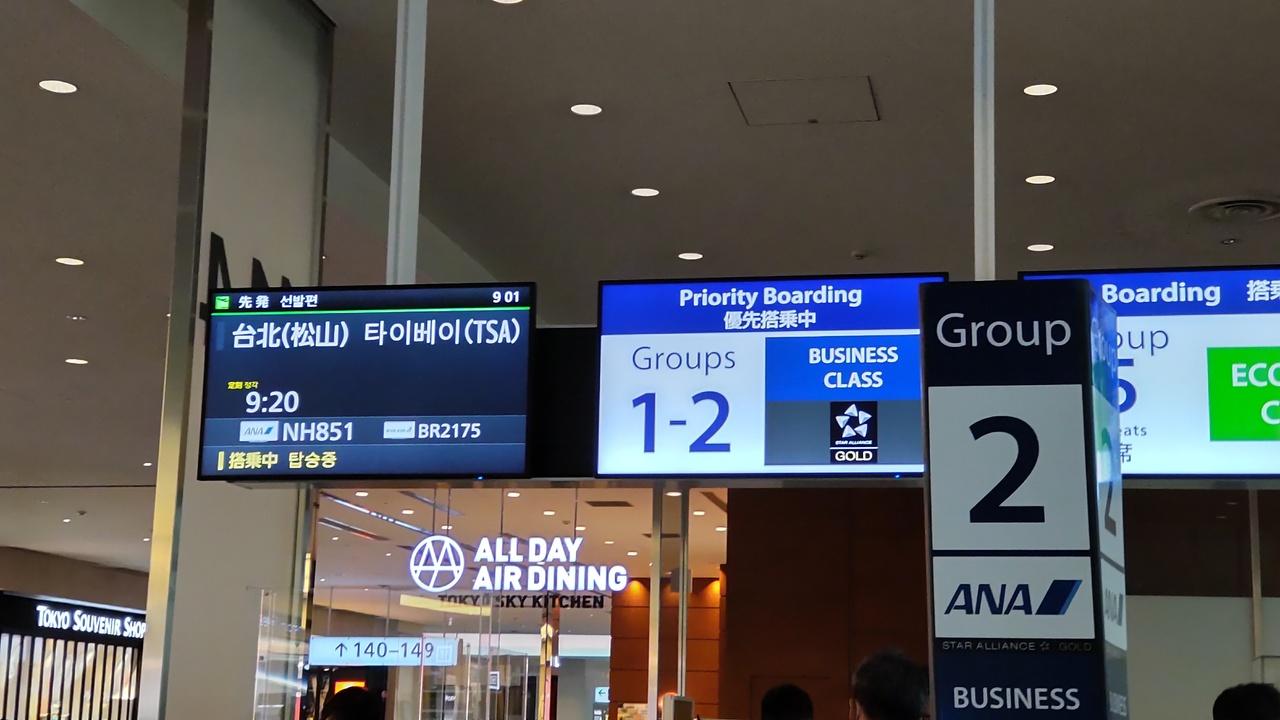 先発 선발편 9 01
台北(松山) 타이베이(TSA)
定刻 정각
9:20
ANA NH851 BR2175
搭乗中 탑승중
Priority Boarding
優先搭乗中
Groups
1-2
BUSINESS
CLASS
STAR ALLIANCE
GOLD
Group
2
ANA
STAR ALLIANCE GOLD
BUSINESS
Boarding
5
席
ALL DAY
AIR DINING
TOKYO SKY KITCHEN
↑ 140-149
TOKYO SOUVENIR SHOP